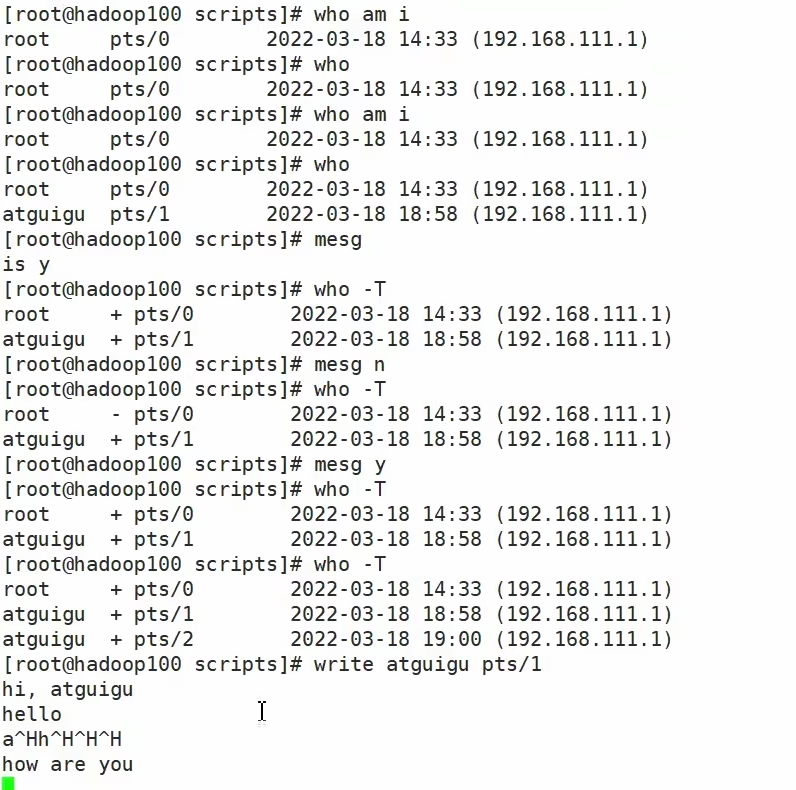 [root@hadoop100 scripts]# who am i
root     pts/0        2022-03-18 14:33 (192.168.111.1)
[root@hadoop100 scripts]# who
root     pts/0        2022-03-18 14:33 (192.168.111.1)
[root@hadoop100 scripts]# who am i
root     pts/0        2022-03-18 14:33 (192.168.111.1)
[root@hadoop100 scripts]# who
root     pts/0        2022-03-18 14:33 (192.168.111.1)
atguigu  pts/1        2022-03-18 18:58 (192.168.111.1)
[root@hadoop100 scripts]# mesg
is y
[root@hadoop100 scripts]# who -T
root     + pts/0        2022-03-18 14:33 (192.168.111.1)
atguigu  + pts/1        2022-03-18 18:58 (192.168.111.1)
[root@hadoop100 scripts]# mesg n
[root@hadoop100 scripts]# who -T
root     - pts/0        2022-03-18 14:33 (192.168.111.1)
atguigu  + pts/1        2022-03-18 18:58 (192.168.111.1)
[root@hadoop100 scripts]# mesg y
[root@hadoop100 scripts]# who -T
root     + pts/0        2022-03-18 14:33 (192.168.111.1)
atguigu  + pts/1        2022-03-18 18:58 (192.168.111.1)
[root@hadoop100 scripts]# who -T
root     + pts/0        2022-03-18 14:33 (192.168.111.1)
atguigu  + pts/1        2022-03-18 18:58 (192.168.111.1)
atguigu  + pts/2        2022-03-18 19:00 (192.168.111.1)
[root@hadoop100 scripts]# write atguigu pts/1
hi, atguigu
hello
a^Hh^H^H^H
how are you